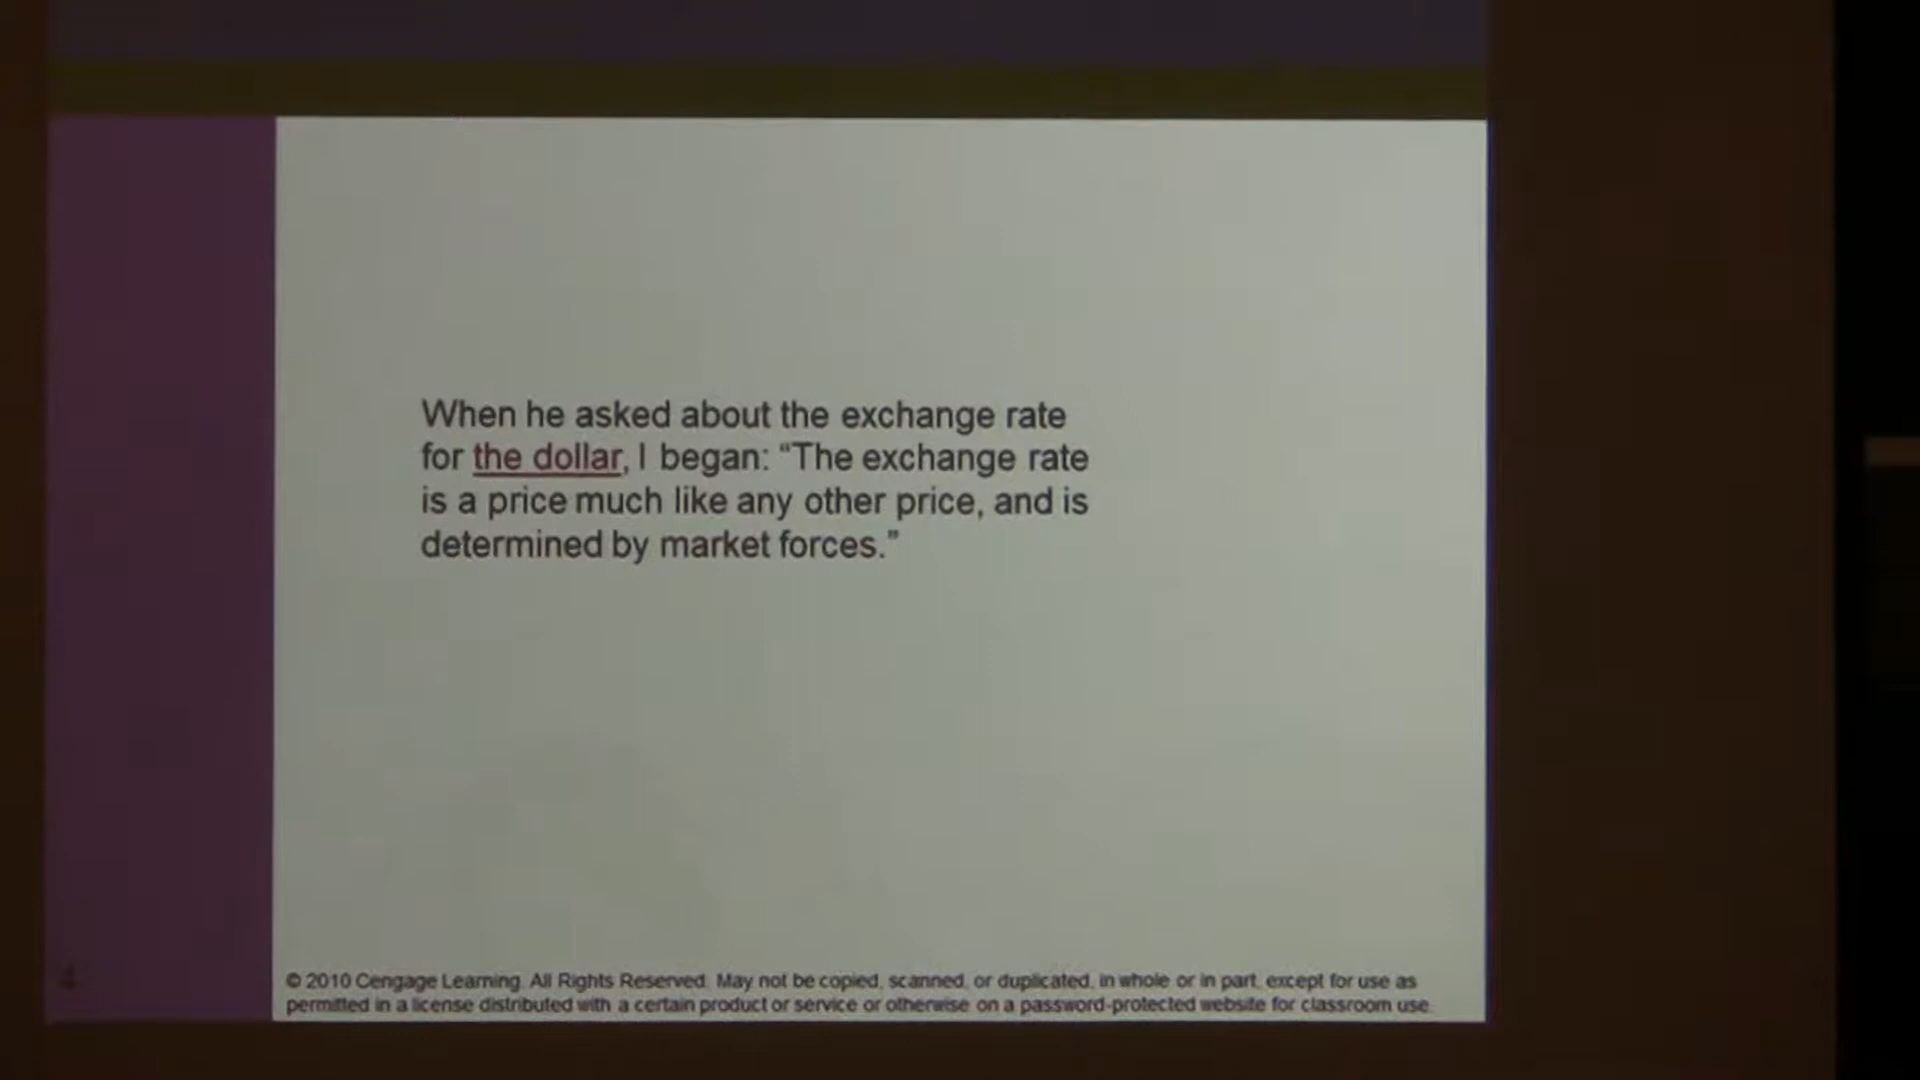 When he asked about the exchange rate
for the dollar, I began: “The exchange rate
is a price much like any other price, and is
determined by market forces.”
4
© 2010 Cengage Learning. All Rights Reserved. May not be copied, scanned, or duplicated, in whole or in part, except for use as
permitted in a license distributed with a certain product or service or otherwise on a password-protected website for classroom use.